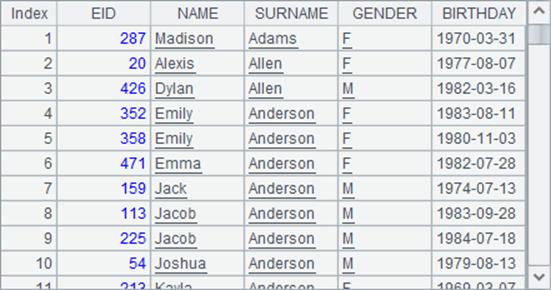 Index EID NAME SURNAME GENDER BIRTHDAY
1 287 Madison Adams F 1970-03-31
2 20 Alexis Allen F 1977-08-07
3 426 Dylan Allen M 1982-03-16
4 352 Emily Anderson F 1983-08-11
5 358 Emily Anderson F 1980-11-03
6 471 Emma Anderson F 1982-07-28
7 159 Jack Anderson M 1974-07-13
8 113 Jacob Anderson M 1983-09-28
9 225 Jacob Anderson M 1984-07-18
10 54 Joshua Anderson M 1979-08-13
11 213 Kayla Anderson F 1969-03-07